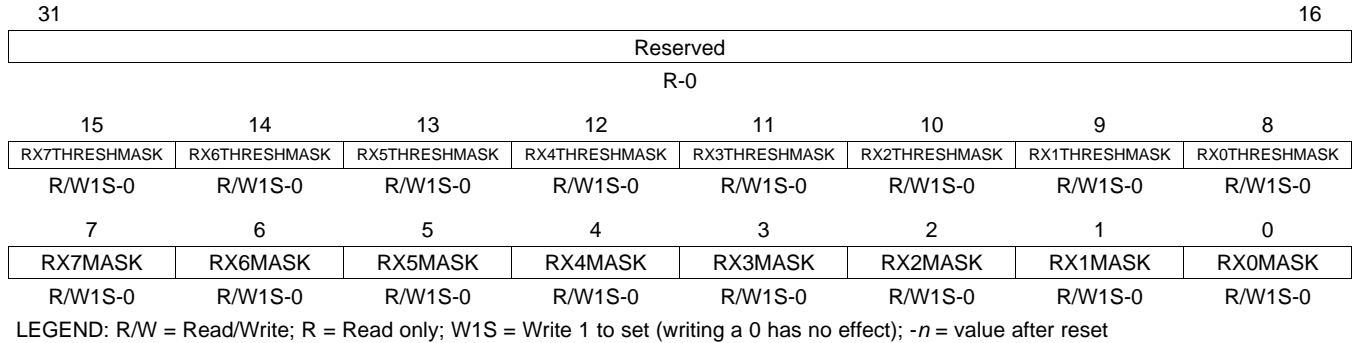 31 16
Reserved
R-0
15 14 13 12 11 10 9 8
RX7THRESHMASK RX6THRESHMASK RX5THRESHMASK RX4THRESHMASK RX3THRESHMASK RX2THRESHMASK RX1THRESHMASK RX0THRESHMASK
R/W1S-0 R/W1S-0 R/W1S-0 R/W1S-0 R/W1S-0 R/W1S-0 R/W1S-0 R/W1S-0
7 6 5 4 3 2 1 0
RX7MASK RX6MASK RX5MASK RX4MASK RX3MASK RX2MASK RX1MASK RX0MASK
R/W1S-0 R/W1S-0 R/W1S-0 R/W1S-0 R/W1S-0 R/W1S-0 R/W1S-0 R/W1S-0
LEGEND: R/W = Read/Write; R = Read only; W1S = Write 1 to set (writing a 0 has no effect); -n = value after reset